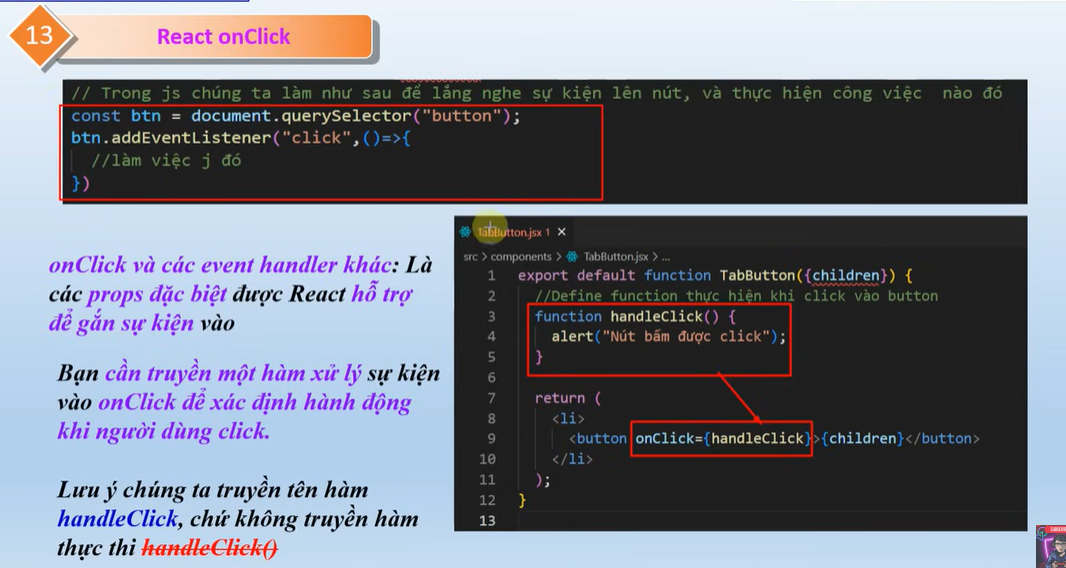 13
React onClick
// Trong js chúng ta làm như sau để lắng nghe sự kiện lên nút, và thực hiện công việc nào đó
const btn = document.querySelector("button");
btn.addEventListener("click",()=>{
//làm việc j đó
})
onClick và các event handler khác: Là
các props đặc biệt được React hỗ trợ
để gắn sự kiện vào
Bạn cần truyền một hàm xử lý sự kiện
vào onClick để xác định hành động
khi người dùng click.
Lưu ý chúng ta truyền tên hàm
handleClick, chứ không truyền hàm
thực thi handleClick()
TabButton.jsx 1 ×
src > components > TabButton.jsx > ...
1 export default function TabButton({children}) {
2 //Define function thực hiện khi click vào button
3 function handleClick() {
4 alert("Nút bấm được click");
5 }
6
7 return (
8 <li>
9 <button onClick={handleClick}>{children}</button>
10 </li>
11 );
12 }
13